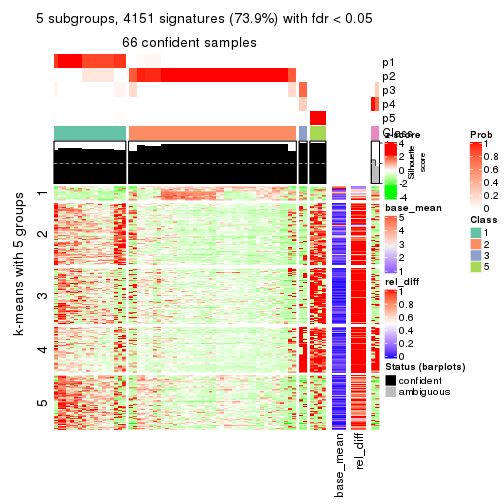 5 subgroups, 4151 signatures (73.9%) with fdr < 0.05
66 confident samples
p1
p2
p3
p4
p5
Class
Silhouette
score
k-means with 5 groups
1
2
3
4
5
base_mean
rel_diff
z-score
4
2
0
-2
-4
base_mean
5
4
3
2
1
rel_diff
1
0.8
0.6
0.4
0.2
0
Status (barplots)
confident
ambiguous
Prob
1
0.8
0.6
0.4
0.2
0
Class
1
2
3
5